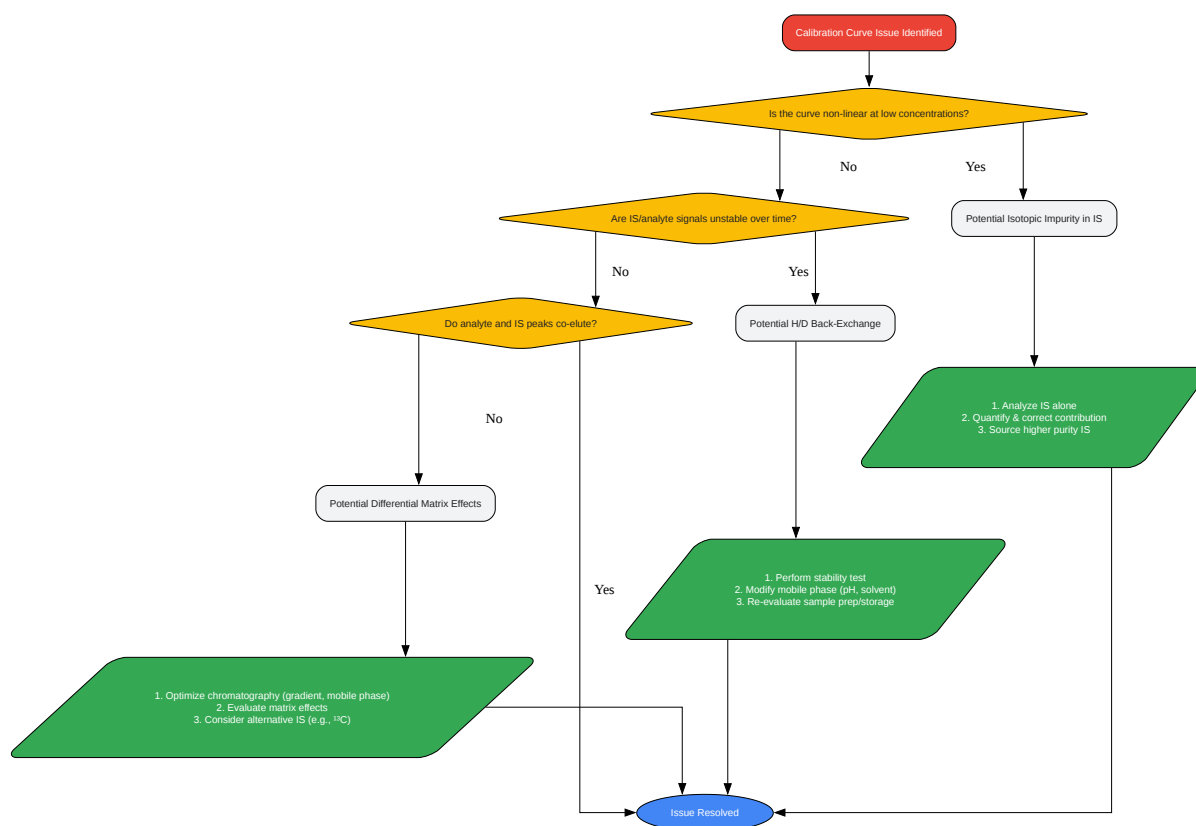 Calibration Curve Issue Identified
Is the curve non-linear at low concentrations?
No
Yes
Are IS/analyte signals unstable over time?
Potential Isotopic Impurity in IS
No
Yes
Do analyte and IS peaks co-elute?
Potential H/D Back-Exchange
1. Analyze IS alone
2. Quantify & correct contribution
3. Source higher purity IS
No
Potential Differential Matrix Effects
Yes
1. Perform stability test
2. Modify mobile phase (pH, solvent)
3. Re-evaluate sample prep/storage
1. Optimize chromatography (gradient, mobile phase)
2. Evaluate matrix effects
3. Consider alternative IS (e.g., ¹³C)
Issue Resolved